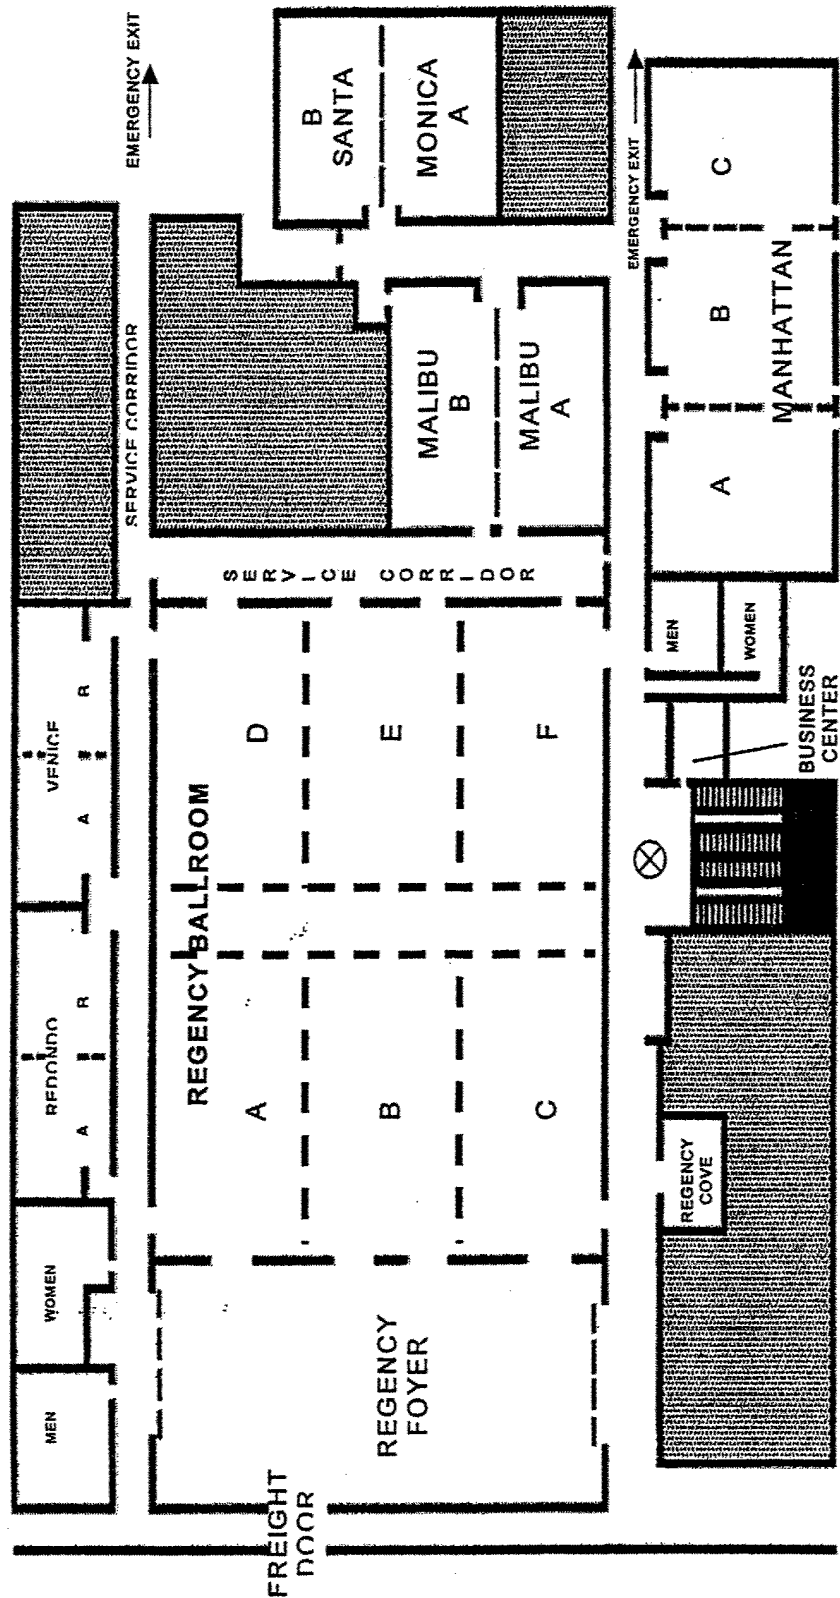 EMERGENCY EXIT
B
SANTA
MONICA
A
EMERGENCY EXIT
C
B
MANHATTAN
A
SERVICE CORRIDOR
MALIBU
B
MALIBU
A
SERVICE CORRIDOR
MEN
WOMEN
BUSINESS
CENTER
VENICE
A
REGENCY BALLROOM
D
E
F
A
B
C
REDONDO
A
REGENCY
COVE
WOMEN
MEN
REGENCY
FOYER
FREIGHT
DOOR